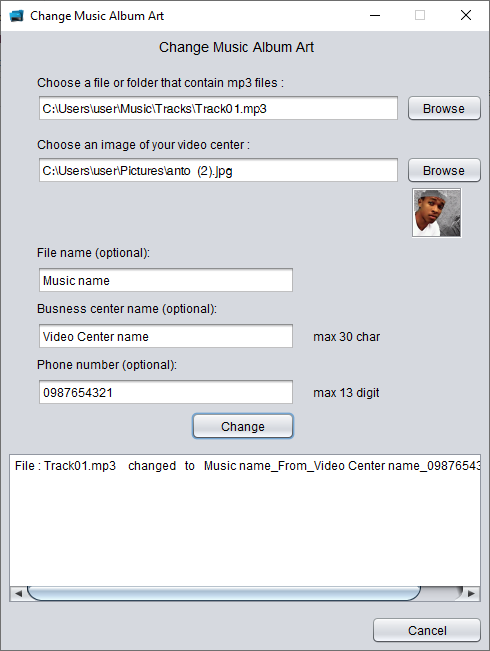 Change Music Album Art
Change Music Album Art
Choose a file or folder that contain mp3 files :
C:\Users\user\Music\Tracks\Track01.mp3 Browse
Choose an image of your video center :
C:\Users\user\Pictures\anto (2).jpg Browse
File name (optional):
Music name
Busness center name (optional):
Video Center name max 30 char
Phone number (optional):
0987654321 max 13 digit
Change
File : Track01.mp3 changed to Music name_From_Video Center name_09876543
Cancel